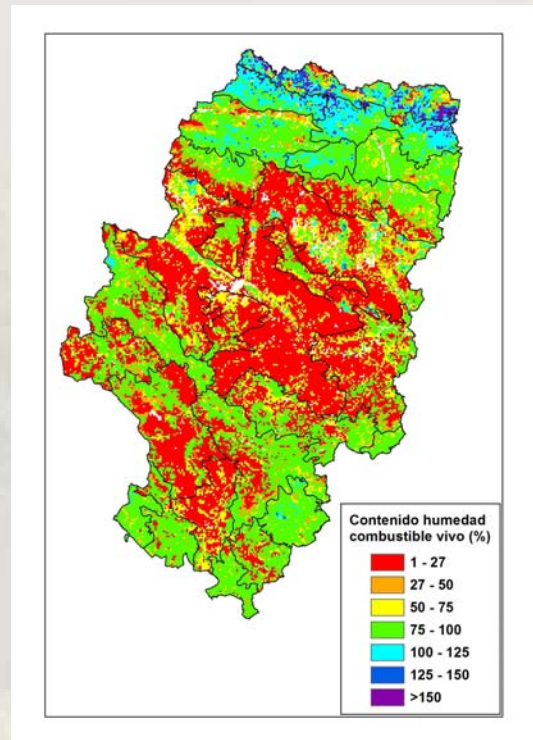 Contenido humedad
combustible vivo (%)
1 - 27
27 - 50
50 - 75
75 - 100
100 - 125
125 - 150
>150